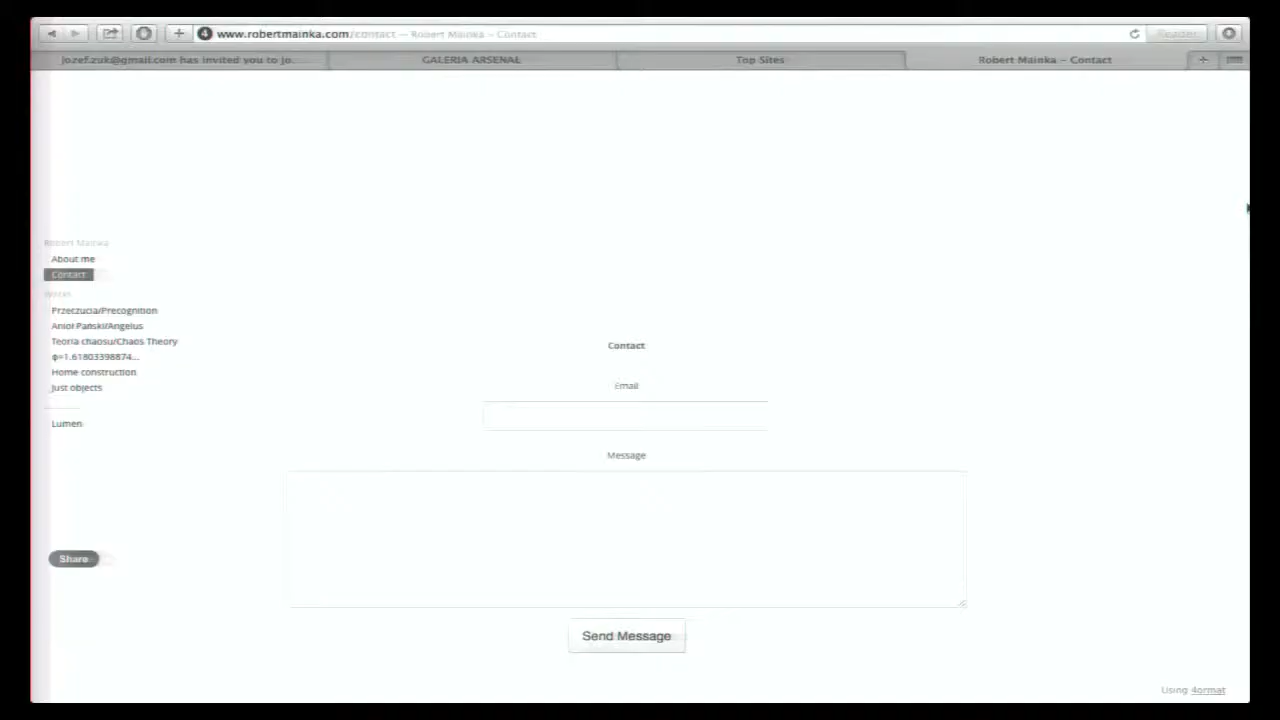 www.robertmainka.com/contact — Robert Mainka – Contact
Reader
jozef.zuk@gmail.com has invited you to jo...
GALERIA ARSENAL
Top Sites
Robert Mainka – Contact
Robert Mainka
About me
Contact
Works
Przeczucia/Precognition
Anioł Pański/Angelus
Teoria chaosu/Chaos Theory
φ=1.61803398874...
Home construction
Just objects
Lumen
Share
Contact
Email
Message
Send Message
Using 4ormat